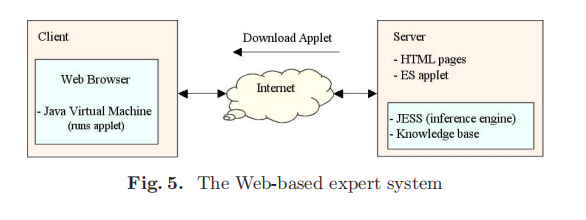 Client
Web Browser
- Java Virtual Machine
(runs applet)
Download Applet
Internet
Server
- HTML pages
- ES applet
- JESS (inference engine)
- Knowledge base
Fig. 5. The Web-based expert system